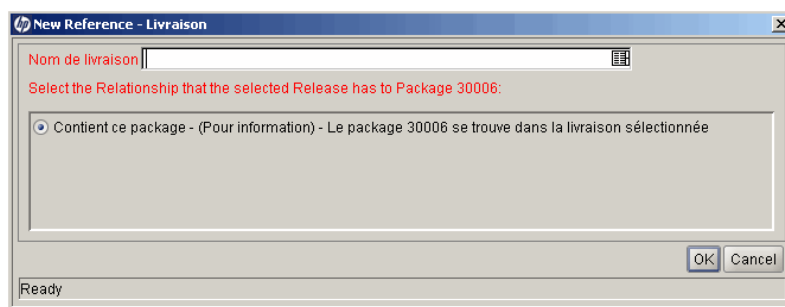 hp New Reference - Livraison
Nom de livraison
Select the Relationship that the selected Release has to Package 30006:
Contient ce package - (Pour information) - Le package 30006 se trouve dans la livraison sélectionnée
OK Cancel
Ready